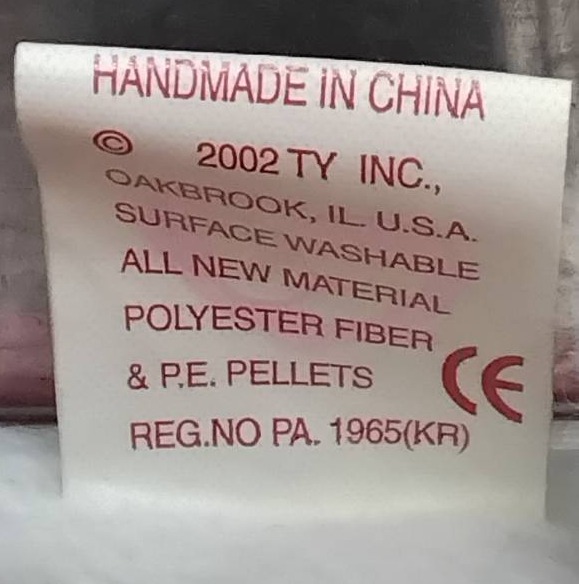 HANDMADE IN CHINA
© 2002 TY INC.,
OAKBROOK, IL. U.S.A.
SURFACE WASHABLE
ALL NEW MATERIAL
POLYESTER FIBER
& P.E. PELLETS CE
REG.NO PA. 1965(KR)